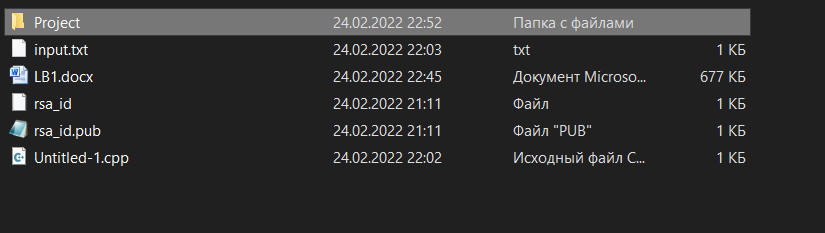 Project 24.02.2022 22:52 Папка с файлами
input.txt 24.02.2022 22:03 txt 1 КБ
LB1.docx 24.02.2022 22:45 Документ Microso... 677 КБ
rsa_id 24.02.2022 21:11 Файл 1 КБ
rsa_id.pub 24.02.2022 21:11 Файл "PUB" 1 КБ
Untitled-1.cpp 24.02.2022 22:02 Исходный файл C... 1 КБ